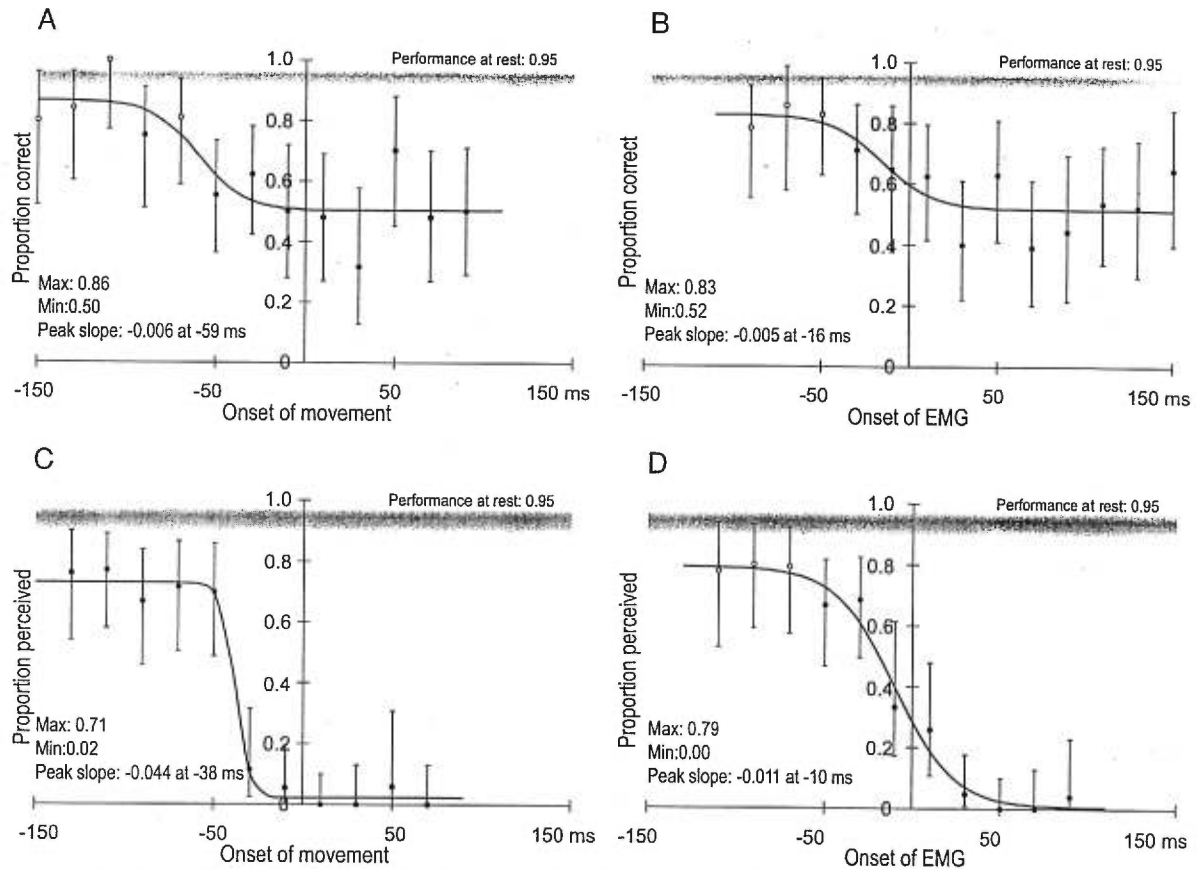 A
Performance at rest: 0.95
1.0
0.8
0.6
0.4
0.2
0
Proportion correct
Max: 0.86
Min:0.50
Peak slope: -0.006 at -59 ms
-150
-50
50
150 ms
Onset of movement
B
Performance at rest: 0.95
1.0
0.8
0.6
0.4
0.2
0
Proportion correct
Max: 0.83
Min:0.52
Peak slope: -0.005 at -16 ms
-150
-50
50
150 ms
Onset of EMG
C
Performance at rest: 0.95
1.0
0.8
0.6
0.4
0.2
0
Proportion perceived
Max: 0.71
Min:0.02
Peak slope: -0.044 at -38 ms
-150
-50
50
150 ms
Onset of movement
D
Performance at rest: 0.95
1.0
0.8
0.6
0.4
0.2
0
Proportion perceived
Max: 0.79
Min:0.00
Peak slope: -0.011 at -10 ms
-150
-50
50
150 ms
Onset of EMG